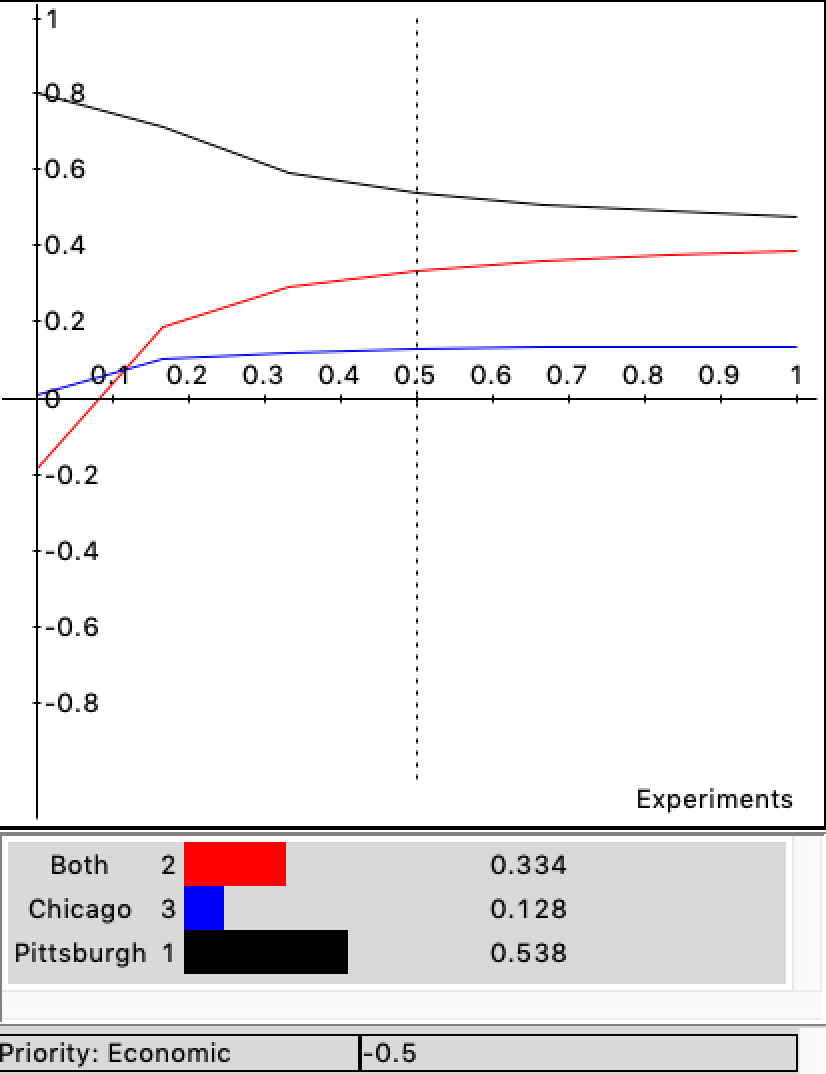 1
0.8
0.6
0.4
0.2
0.1 0.2 0.3 0.4 0.5 0.6 0.7 0.8 0.9 1
0
-0.2
-0.4
-0.6
-0.8
Experiments
Both 2 0.334
Chicago 3 0.128
Pittsburgh 1 0.538
Priority: Economic -0.5